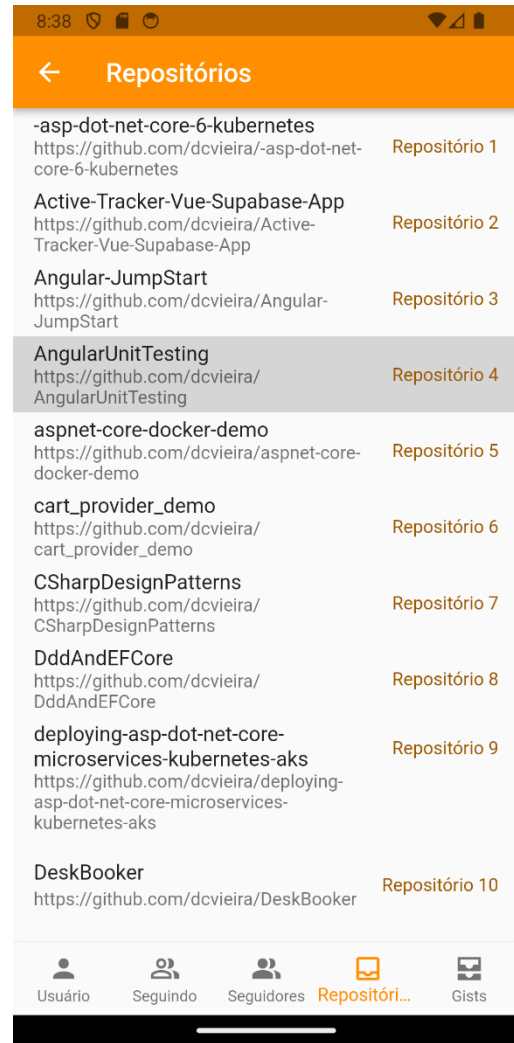 8:38
Repositórios
-asp-dot-net-core-6-kubernetes
https://github.com/dcvieira/-asp-dot-net-
core-6-kubernetes
Repositório 1
Active-Tracker-Vue-Supabase-App
https://github.com/dcvieira/Active-
Tracker-Vue-Supabase-App
Repositório 2
Angular-JumpStart
https://github.com/dcvieira/Angular-
JumpStart
Repositório 3
AngularUnitTesting
https://github.com/dcvieira/
AngularUnitTesting
Repositório 4
aspnet-core-docker-demo
https://github.com/dcvieira/aspnet-core-
docker-demo
Repositório 5
cart_provider_demo
https://github.com/dcvieira/
cart_provider_demo
Repositório 6
CSharpDesignPatterns
https://github.com/dcvieira/
CSharpDesignPatterns
Repositório 7
DddAndEFCore
https://github.com/dcvieira/
DddAndEFCore
Repositório 8
deploying-asp-dot-net-core-
microservices-kubernetes-aks
https://github.com/dcvieira/deploying-
asp-dot-net-core-microservices-
kubernetes-aks
Repositório 9
DeskBooker
https://github.com/dcvieira/DeskBooker
Repositório 10
Usuário
Seguindo
Seguidores
Repositóri...
Gists